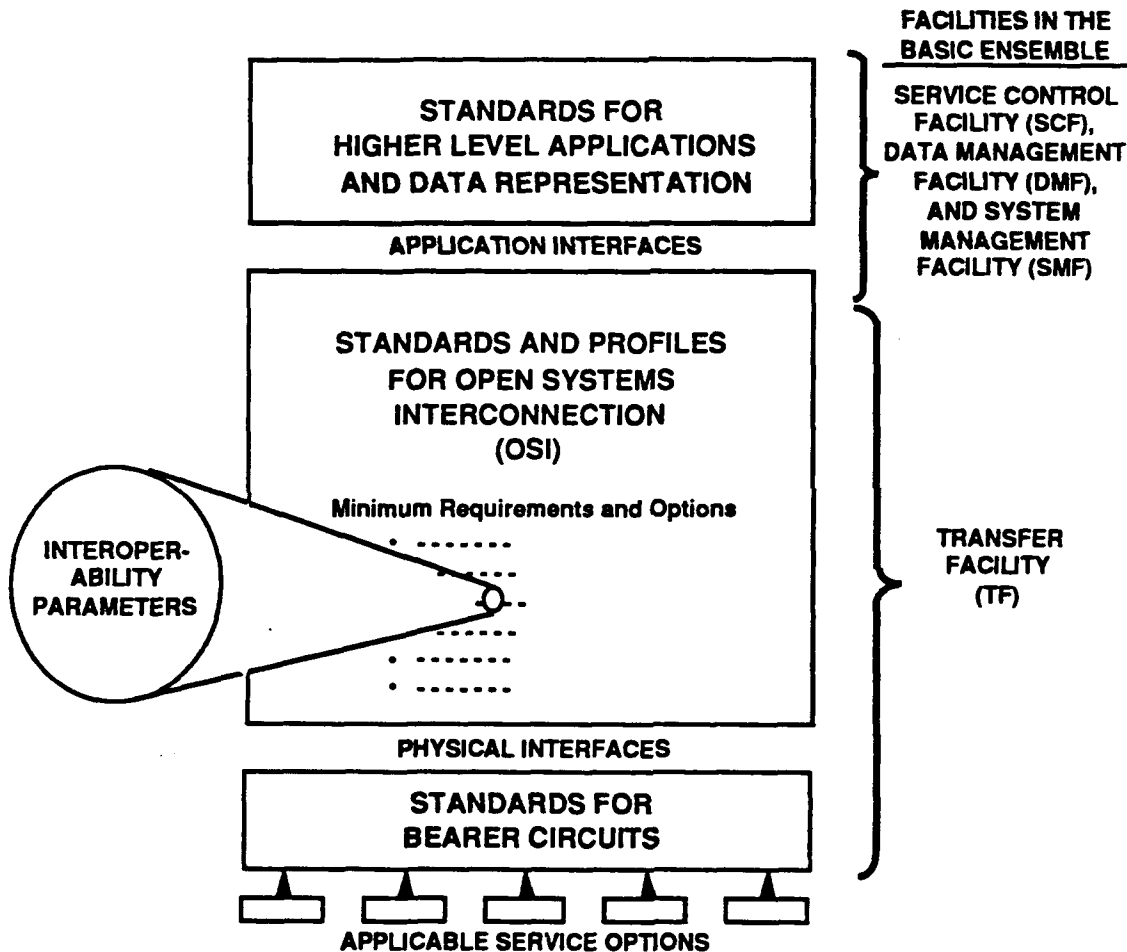 FACILITIES IN THE
BASIC ENSEMBLE
STANDARDS FOR
HIGHER LEVEL APPLICATIONS
AND DATA REPRESENTATION
SERVICE CONTROL
FACILITY (SCF),
DATA MANAGEMENT
FACILITY (DMF),
AND SYSTEM
MANAGEMENT
FACILITY (SMF)
APPLICATION INTERFACES
STANDARDS AND PROFILES
FOR OPEN SYSTEMS
INTERCONNECTION
(OSI)
Minimum Requirements and Options
INTEROPER-
ABILITY
PARAMETERS
TRANSFER
FACILITY
(TF)
PHYSICAL INTERFACES
STANDARDS FOR
BEARER CIRCUITS
APPLICABLE SERVICE OPTIONS